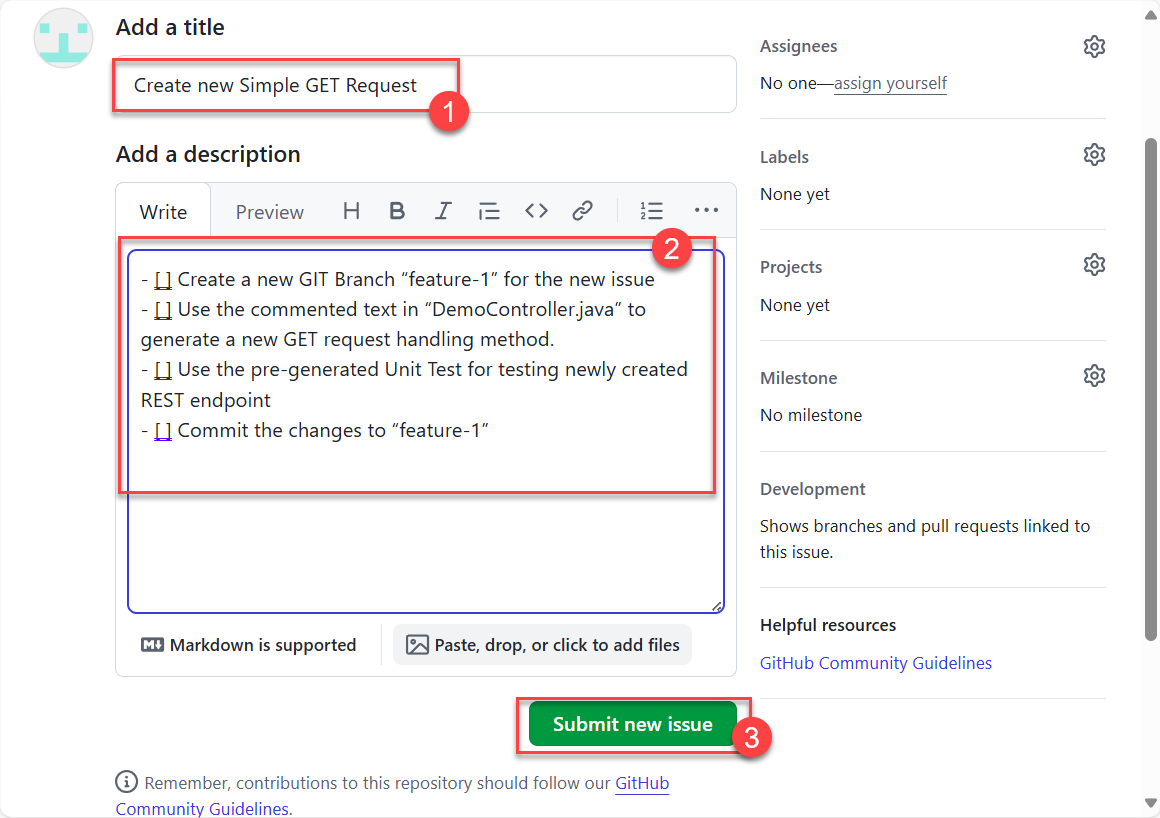 Add a title
Create new Simple GET Request
1
Add a description
Write
Preview
H
B
I
2
- [ ] Create a new GIT Branch “feature-1” for the new issue
- [ ] Use the commented text in “DemoController.java” to
generate a new GET request handling method.
- [ ] Use the pre-generated Unit Test for testing newly created
REST endpoint
- [ ] Commit the changes to “feature-1”
Markdown is supported
Paste, drop, or click to add files
Submit new issue
3
Remember, contributions to this repository should follow our GitHub
Community Guidelines.
Assignees
No one—assign yourself
Labels
None yet
Projects
None yet
Milestone
No milestone
Development
Shows branches and pull requests linked to
this issue.
Helpful resources
GitHub Community Guidelines